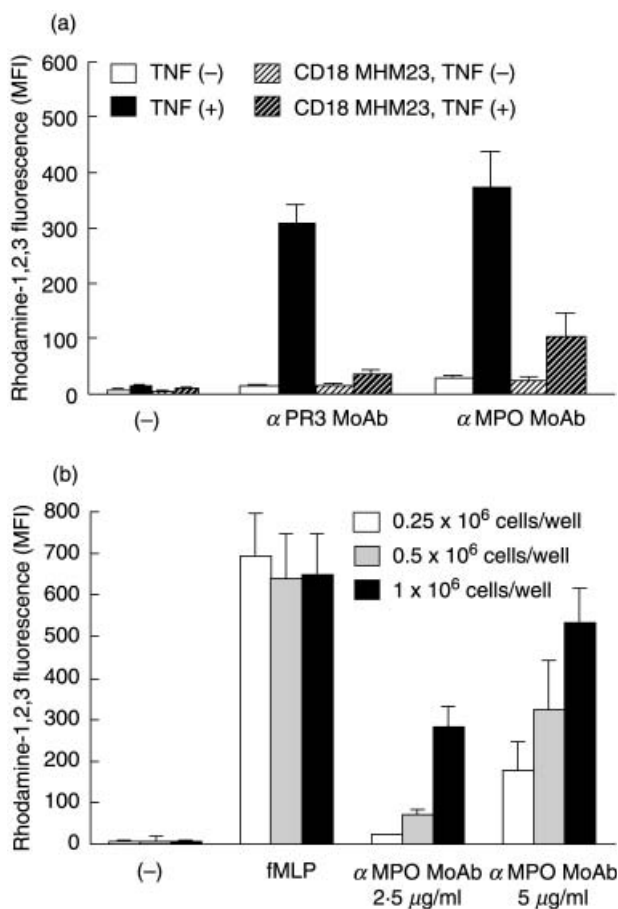 (a)
600
500
400
300
200
100
0
Rhodamine-1,2,3 fluorescence (MFI)
TNF (–)
CD18 MHM23, TNF (–)
TNF (+)
CD18 MHM23, TNF (+)
(–)
α PR3 MoAb
α MPO MoAb
(b)
800
700
600
500
400
300
200
100
0
Rhodamine-1,2,3 fluorescence (MFI)
0.25 x 10⁶ cells/well
0.5 x 10⁶ cells/well
1 x 10⁶ cells/well
(–)
fMLP
α MPO MoAb
2·5 μg/ml
α MPO MoAb
5 μg/ml